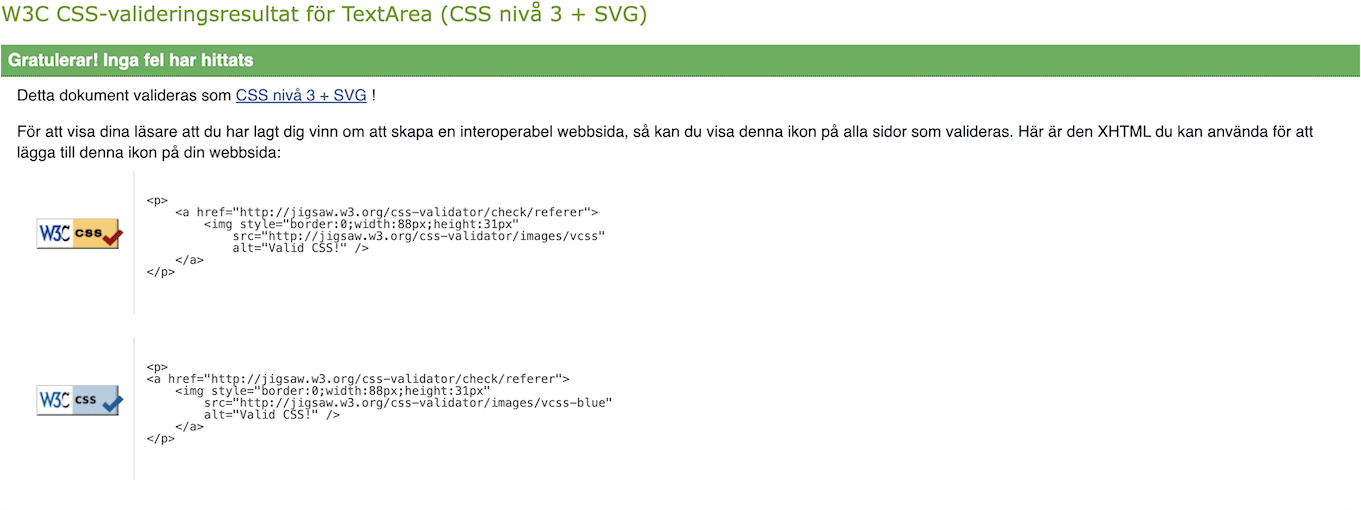 W3C CSS-valideringsresultat för TextArea (CSS nivå 3 + SVG)
Gratulerar! Inga fel har hittats
Detta dokument valideras som CSS nivå 3 + SVG !
För att visa dina läsare att du har lagt dig vinn om att skapa en interoperabel webbsida, så kan du visa denna ikon på alla sidor som valideras. Här är den XHTML du kan använda för att
lägga till denna ikon på din webbsida:
W3C css
<p>
<a href="http://jigsaw.w3.org/css-validator/check/referer">
<img style="border:0;width:88px;height:31px"
src="http://jigsaw.w3.org/css-validator/images/vcss"
alt="Valid CSS!" />
</a>
</p>
W3C css
<p>
<a href="http://jigsaw.w3.org/css-validator/check/referer">
<img style="border:0;width:88px;height:31px"
src="http://jigsaw.w3.org/css-validator/images/vcss-blue"
alt="Valid CSS!" />
</a>
</p>